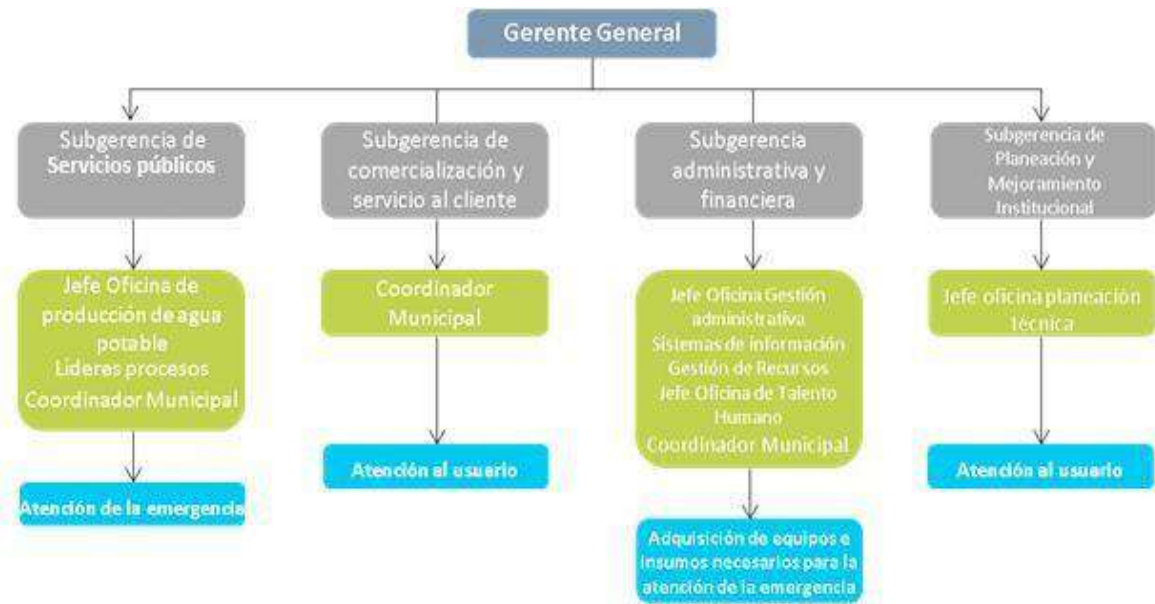 Gerente General
Subgerencia de
Servicios públicos
Subgerencia de
comercialización y
servicio al cliente
Subgerencia
administrativa y
financiera
Subgerencia de
Planeación y
Mejoramiento
Institucional
Jefe Oficina de
producción de agua
potable
Lideres procesos
Coordinador Municipal
Coordinador
Municipal
Jefe Oficina Gestión
administrativa
Sistemas de información
Gestión de Recursos
Jefe Oficina de Talento
Humano
Coordinador Municipal
Jefe oficina planeación
técnica
Atención de la emergencia
Atención al usuario
Adquisición de equipos e
insumos necesarios para la
atención de la emergencia
Atención al usuario